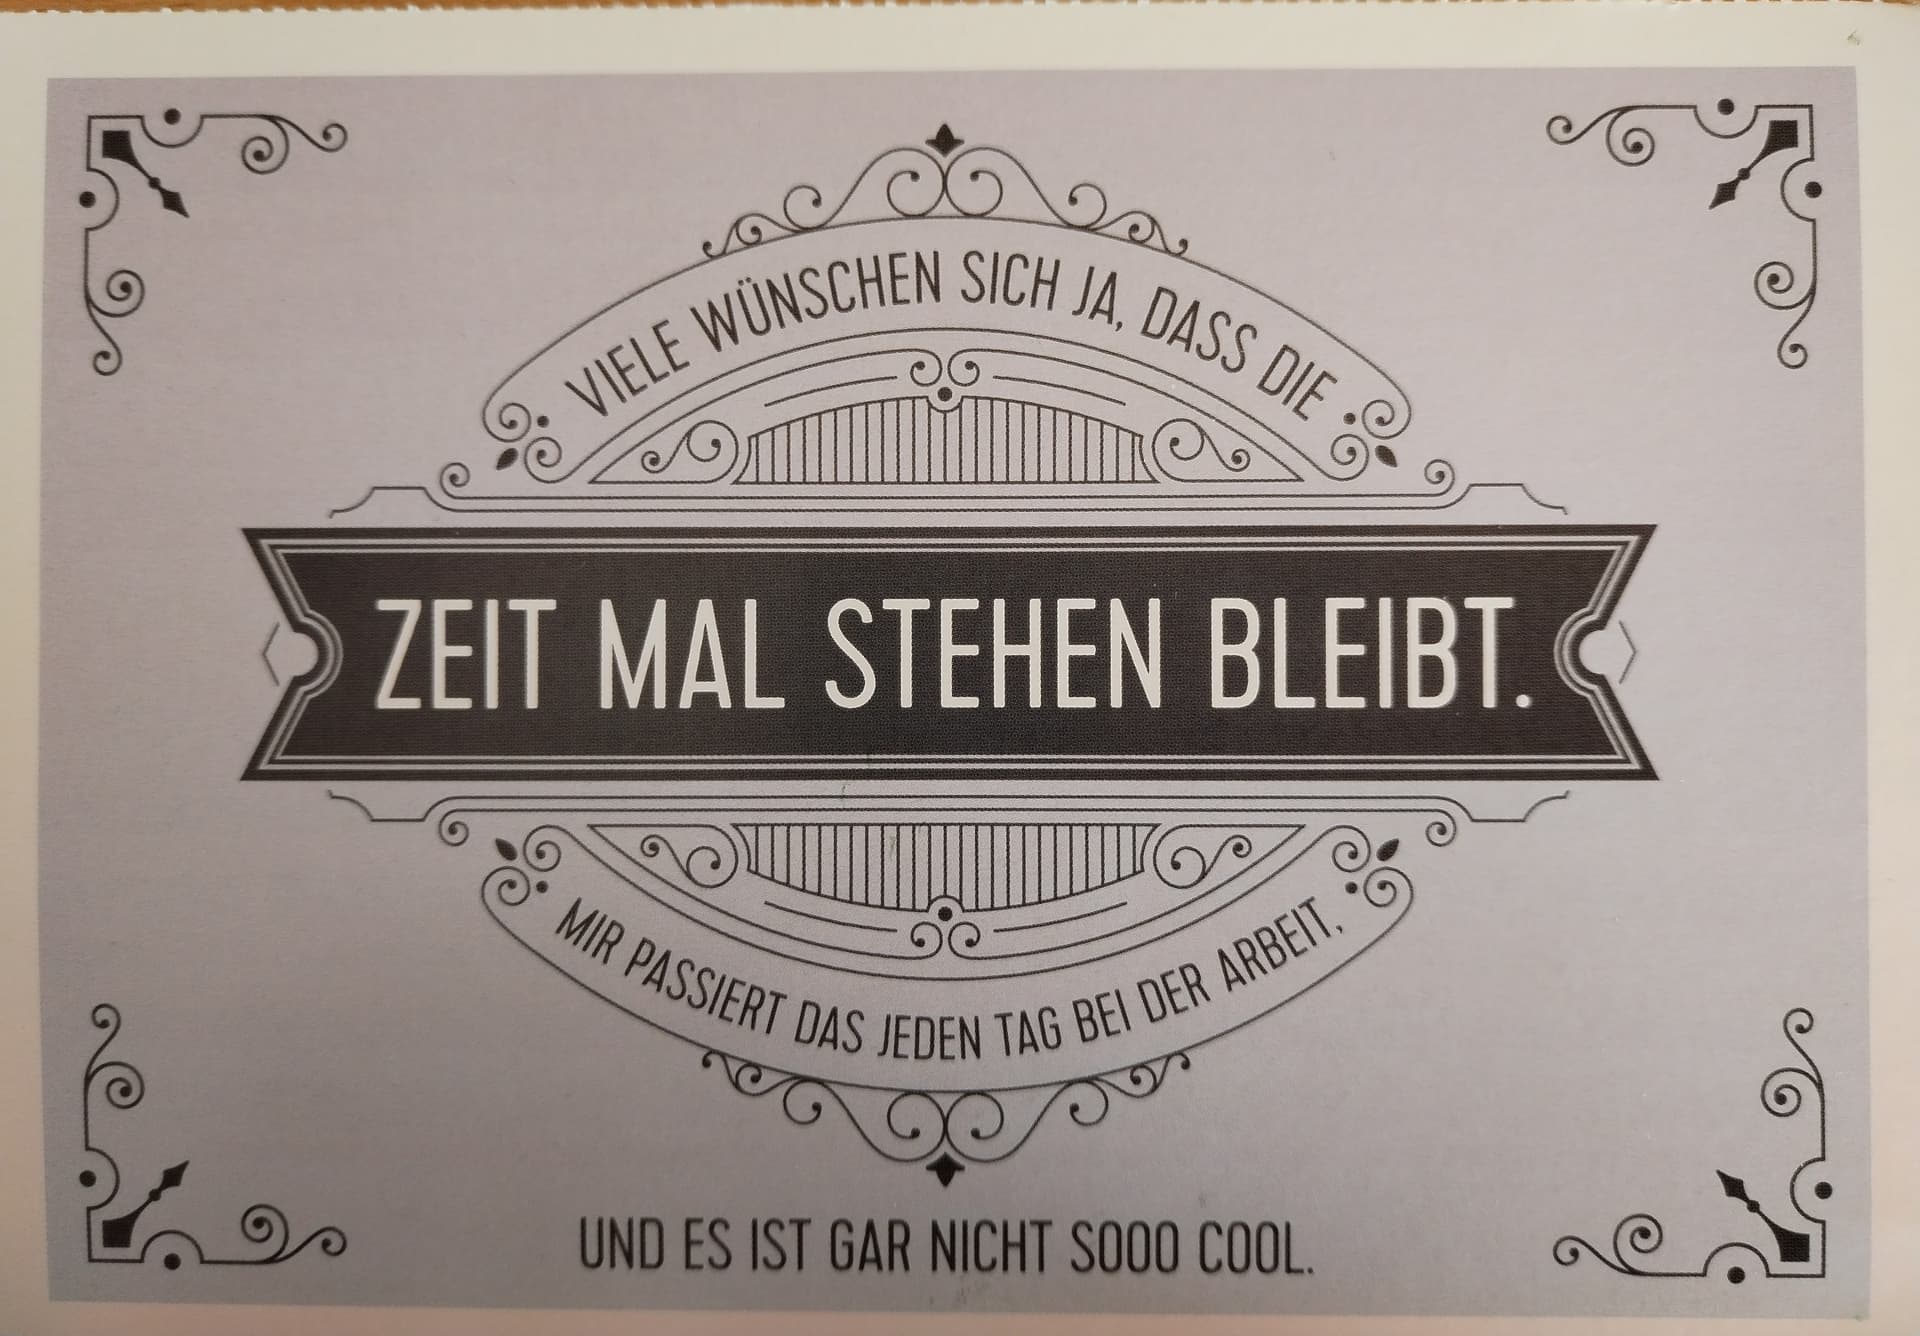 VIELE WÜNSCHEN SICH JA, DASS DIE
ZEIT MAL STEHEN BLEIBT.
MIR PASSIERT DAS JEDEN TAG BEI DER ARBEIT,
UND ES IST GAR NICHT SOOO COOL.